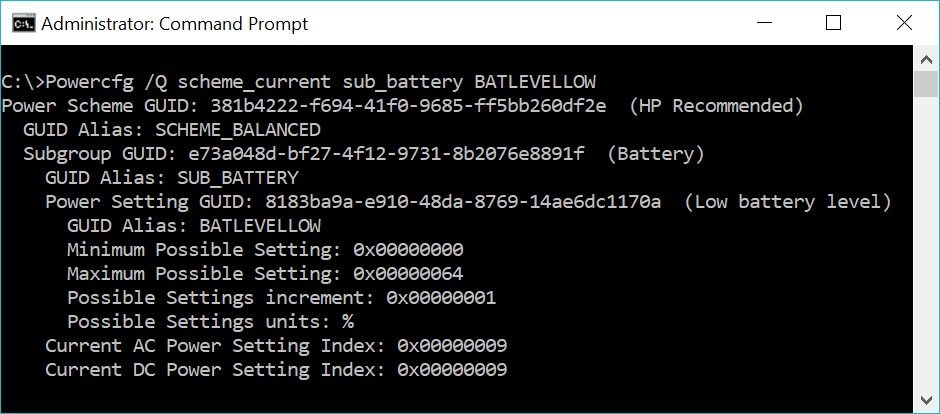 Administrator: Command Prompt
C:\>Powercfg /Q scheme_current sub_battery BATLEVELLOW
Power Scheme GUID: 381b4222-f694-41f0-9685-ff5bb260df2e  (HP Recommended)
  GUID Alias: SCHEME_BALANCED
  Subgroup GUID: e73a048d-bf27-4f12-9731-8b2076e8891f  (Battery)
    GUID Alias: SUB_BATTERY
    Power Setting GUID: 8183ba9a-e910-48da-8769-14ae6dc1170a  (Low battery level)
      GUID Alias: BATLEVELLOW
      Minimum Possible Setting: 0x00000000
      Maximum Possible Setting: 0x00000064
      Possible Settings increment: 0x00000001
      Possible Settings units: %
    Current AC Power Setting Index: 0x00000009
    Current DC Power Setting Index: 0x00000009